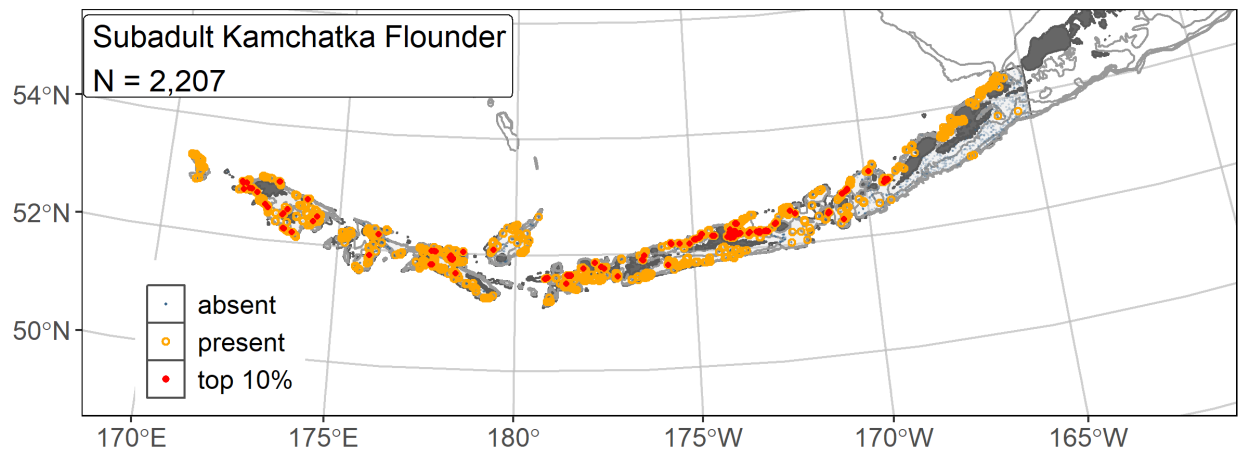 Subadult Kamchatka Flounder
N = 2,207
54°N
52°N
50°N
absent
present
top 10%
170°E
175°E
180°
175°W
170°W
165°W